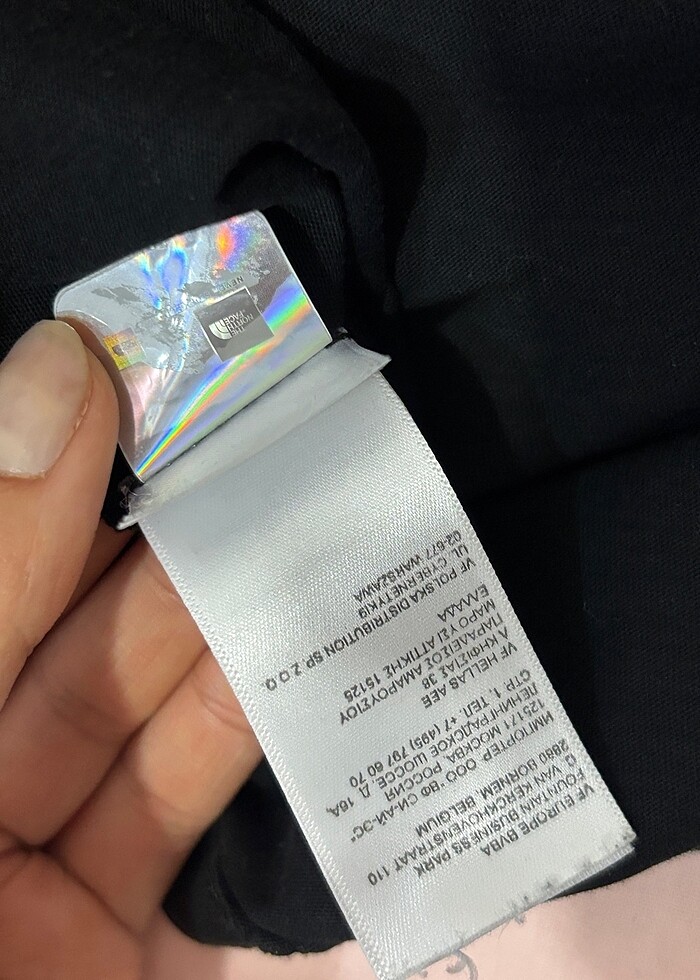 THE
NORTH
FACE
VF EUROPE BVBA
FOUNTAIN BUSINESS PARK
C. VAN KERCKHOVENSTRAAT 110
2880 BORNEM BELGIUM
ИМПОРТЕР ООО "ВФ СИ-АЙ-ЭС"
125171 МОСКВА РОССИЯ
ЛЕНИНГРАДСКОЕ ШОССЕ, Д. 16А,
СТР. 1, ТЕЛ. +7 (495) 797 60 70
VF HELLAS AEE
Λ.ΚΗΦΙΣΙΑΣ 38
ΠΑΡΑΔΕΙΣΟΣ ΑΜΑΡΟΥΣΙΟΥ
ΜΑΡΟΥΣΙ ΑΤΤΙΚΗΣ 15125
ΕΛΛΑΔΑ
VF POLSKA DISTRIBUTION SP. Z.O.O.
UL. CYBERNETYKI9
02-677 WARSZAWA